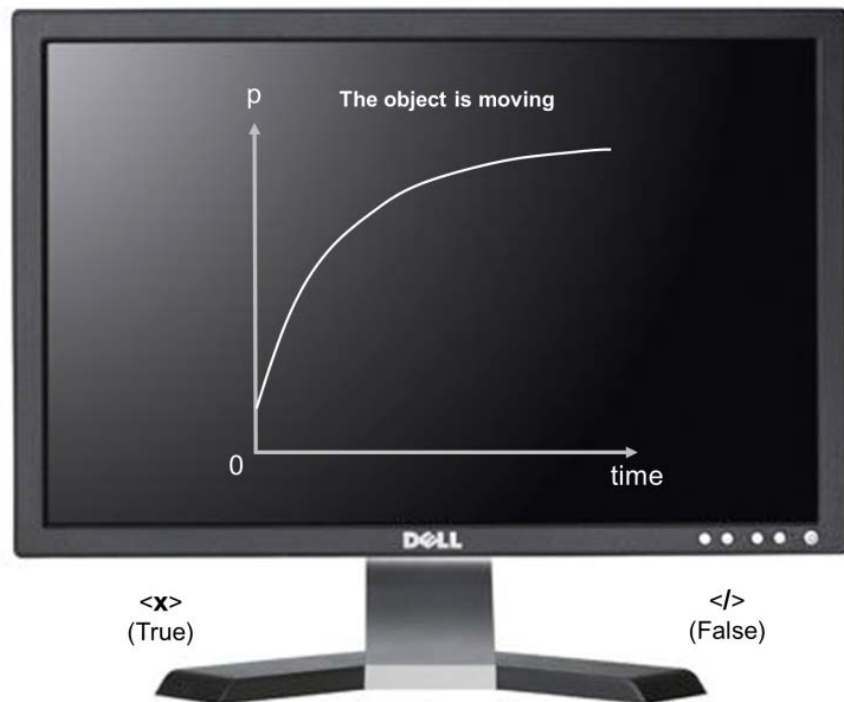 p
The object is moving
0
time
DELL
<x>
(True)
</>
(False)